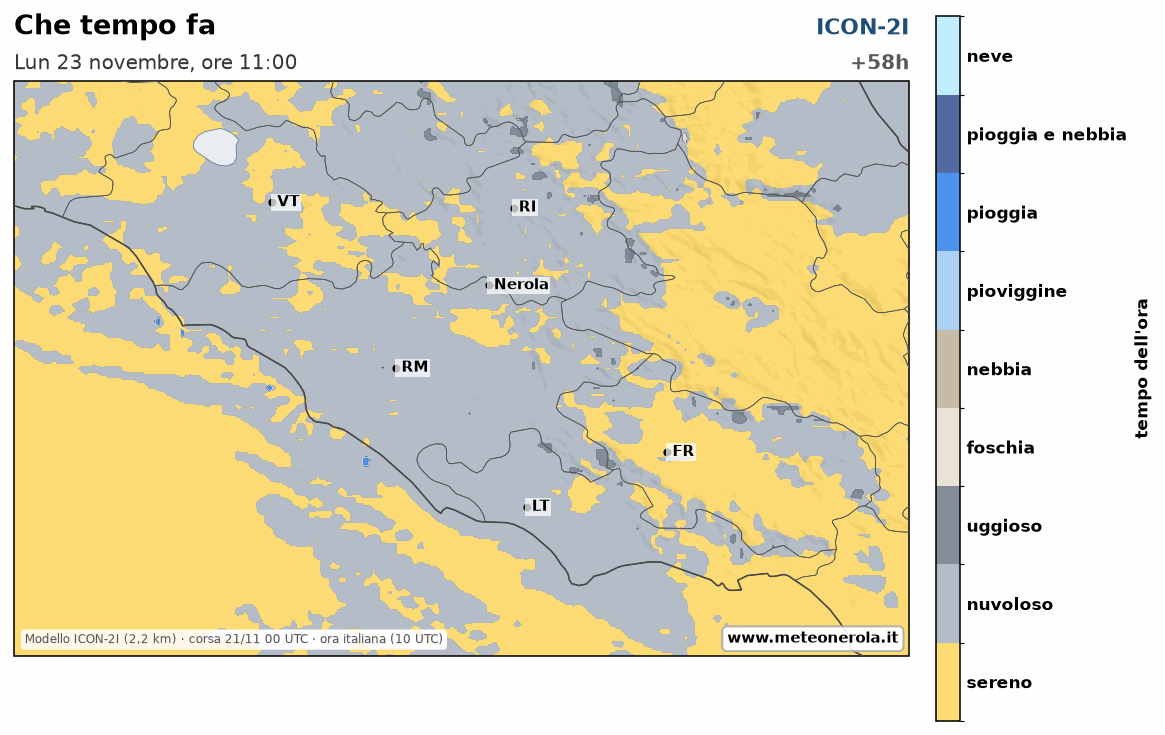 Che tempo fa
ICON-2I
Lun 23 novembre, ore 11:00
+58h
neve
pioggia e nebbia
pioggia
pioviggine
nebbia
foschia
uggioso
nuvoloso
sereno
tempo dell'ora
VT
RI
Nerola
RM
FR
LT
Modello ICON-2I (2,2 km) · corsa 21/11 00 UTC · ora italiana (10 UTC)
www.meteonerola.it